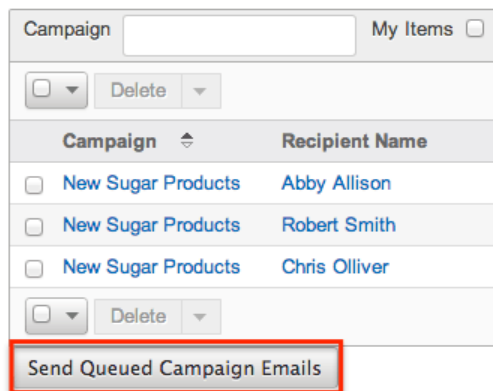 Campaign My Items
Delete
Campaign Recipient Name
New Sugar Products Abby Allison
New Sugar Products Robert Smith
New Sugar Products Chris Olliver
Delete
Send Queued Campaign Emails